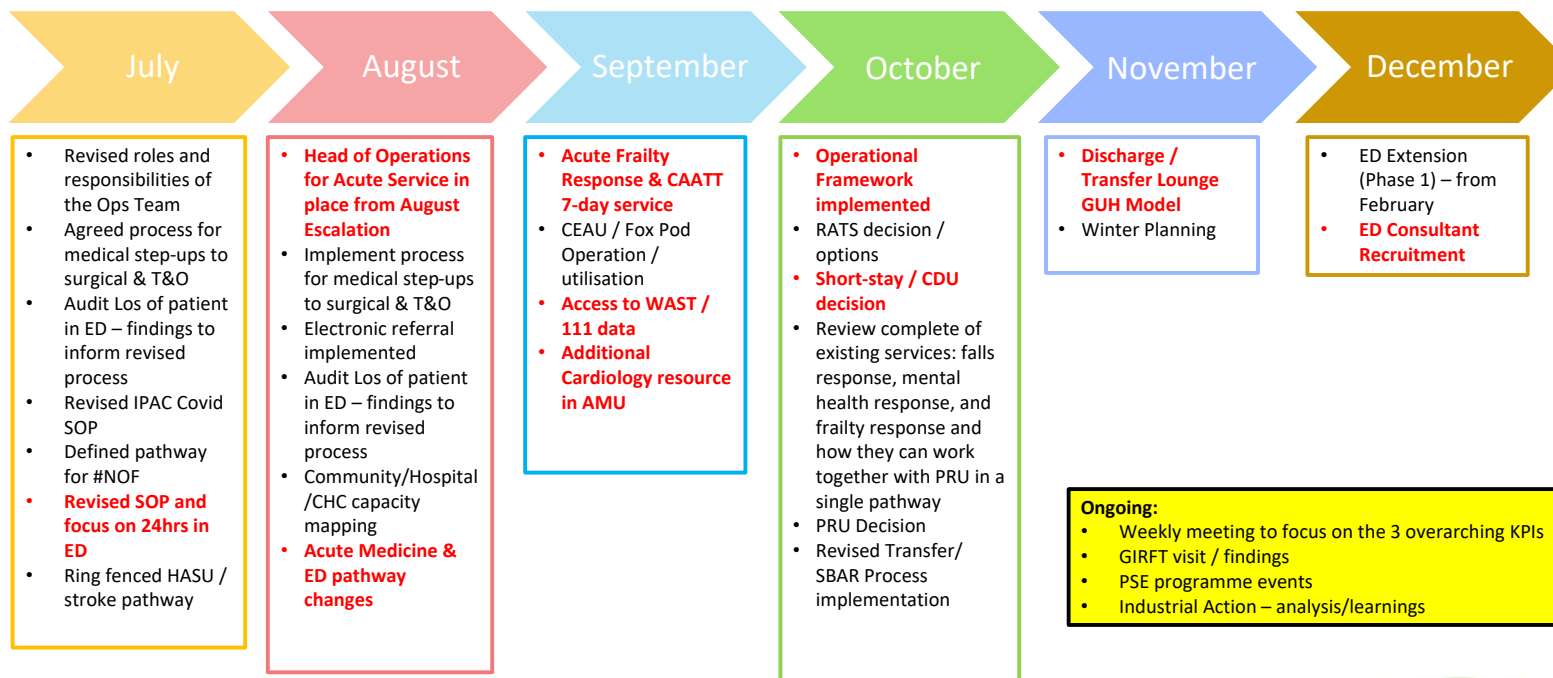 July
August
September
October
November
December
• Revised roles and
responsibilities of
the Ops Team
• Agreed process for
medical step-ups to
surgical & T&O
• Audit Los of patient
in ED – findings to
inform revised
process
• Revised IPAC Covid
SOP
• Defined pathway
for #NOF
• Revised SOP and
focus on 24hrs in
ED
• Ring fenced HASU /
stroke pathway
• Head of Operations
for Acute Service in
place from August
Escalation
• Implement process
for medical step-ups
to surgical & T&O
• Electronic referral
implemented
• Audit Los of patient
in ED – findings to
inform revised
process
• Community/Hospital
/CHC capacity
mapping
• Acute Medicine &
ED pathway
changes
• Acute Frailty
Response & CAATT
7-day service
• CEAU / Fox Pod
Operation /
utilisation
• Access to WAST /
111 data
• Additional
Cardiology resource
in AMU
• Operational
Framework
implemented
• RATS decision /
options
• Short-stay / CDU
decision
• Review complete of
existing services: falls
response, mental
health response, and
frailty response and
how they can work
together with PRU in a
single pathway
• PRU Decision
• Revised Transfer/
SBAR Process
implementation
• Discharge /
Transfer Lounge
GUH Model
• Winter Planning
• ED Extension
(Phase 1) – from
February
• ED Consultant
Recruitment
Ongoing:
• Weekly meeting to focus on the 3 overarching KPIs
• GIRFT visit / findings
• PSE programme events
• Industrial Action – analysis/learnings